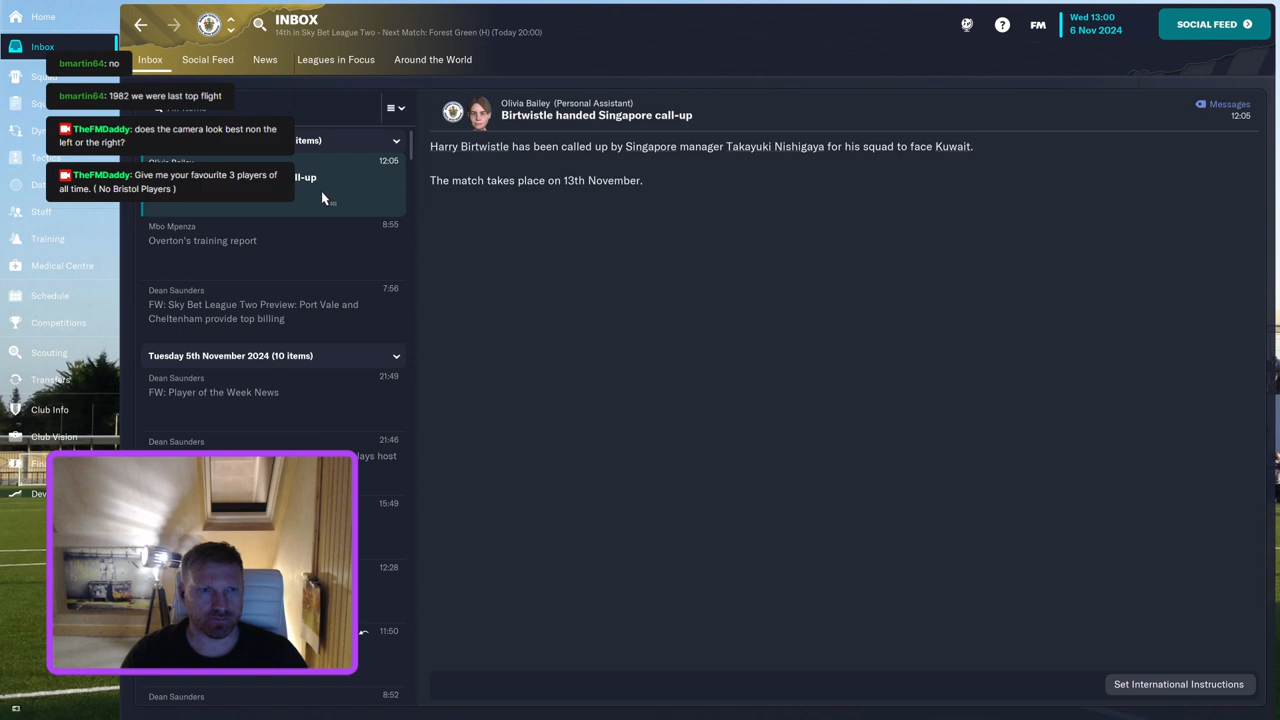 Home
INBOX
14th in Sky Bet League Two - Next Match: Forest Green (H) (Today 20:00)
FM
Wed 13:00
6 Nov 2024
SOCIAL FEED
Inbox
Inbox
Social Feed
News
Leagues in Focus
Around the World
bmartin64: no
bmartin64: 1982 we were last top flight
TheFMDaddy: does the camera look best non the
left or the right?
TheFMDaddy: Give me your favourite 3 players of
all time. ( No Bristol Players )
Staff
Training
Medical Centre
Schedule
Competitions
Scouting
Transfers
Club Info
Club Vision
items)
12:05
ll-up
Mbo Mpenza
8:55
Overton's training report
Dean Saunders
7:56
FW: Sky Bet League Two Preview: Port Vale and
Cheltenham provide top billing
Tuesday 5th November 2024 (10 items)
Dean Saunders
21:49
FW: Player of the Week News
Dean Saunders
21:46
lays host
15:49
12:28
11:50
Dean Saunders
8:52
Olivia Bailey (Personal Assistant)
Birtwistle handed Singapore call-up
Messages
12:05
Harry Birtwistle has been called up by Singapore manager Takayuki Nishigaya for his squad to face Kuwait.
The match takes place on 13th November.
Set International Instructions